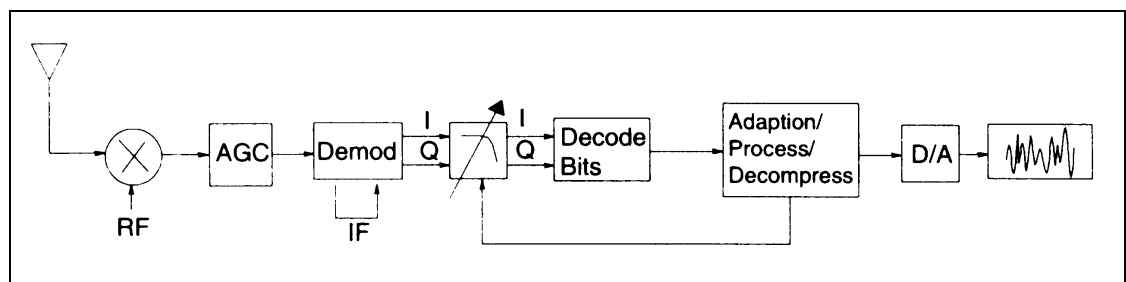 RF
AGC
Demod
IF
I
Q
I
Q
Decode
Bits
Adaption/
Process/
Decompress
D/A